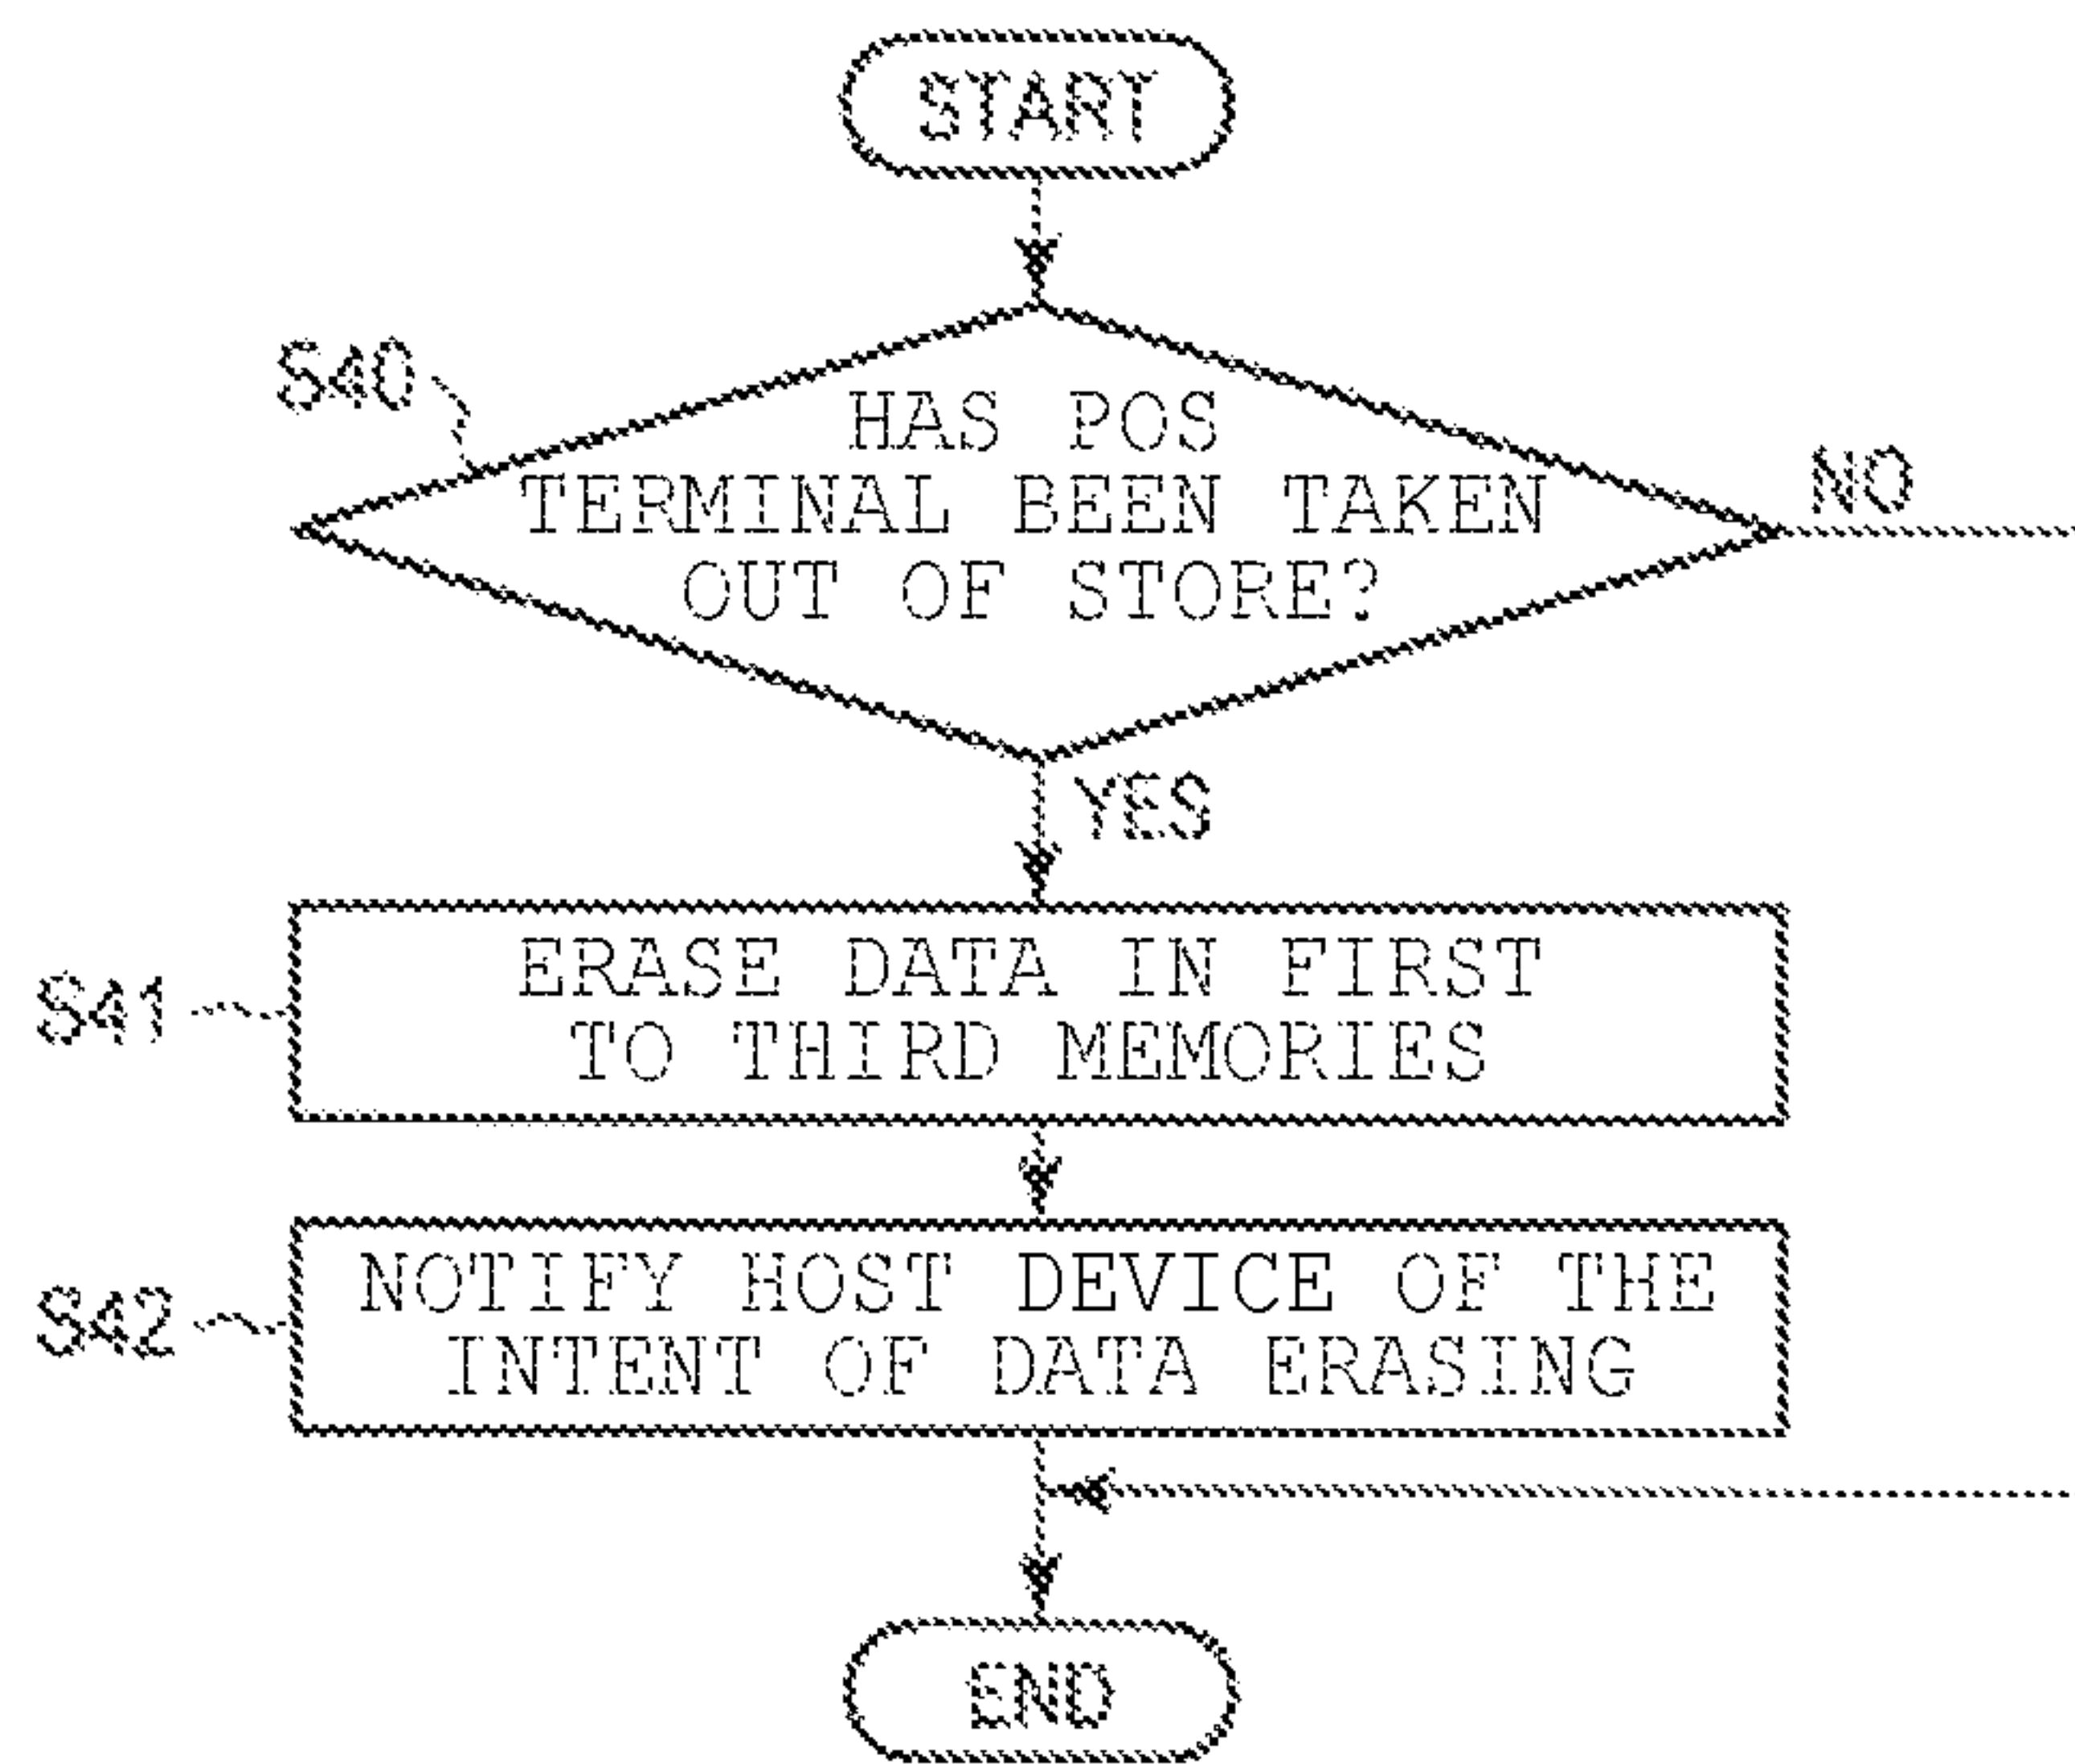 START
S40
HAS POS
TERMINAL BEEN TAKEN
OUT OF STORE?
NO
YES
S41
ERASE DATA IN FIRST
TO THIRD MEMORIES
S42
NOTIFY HOST DEVICE OF THE
INTENT OF DATA ERASING
END